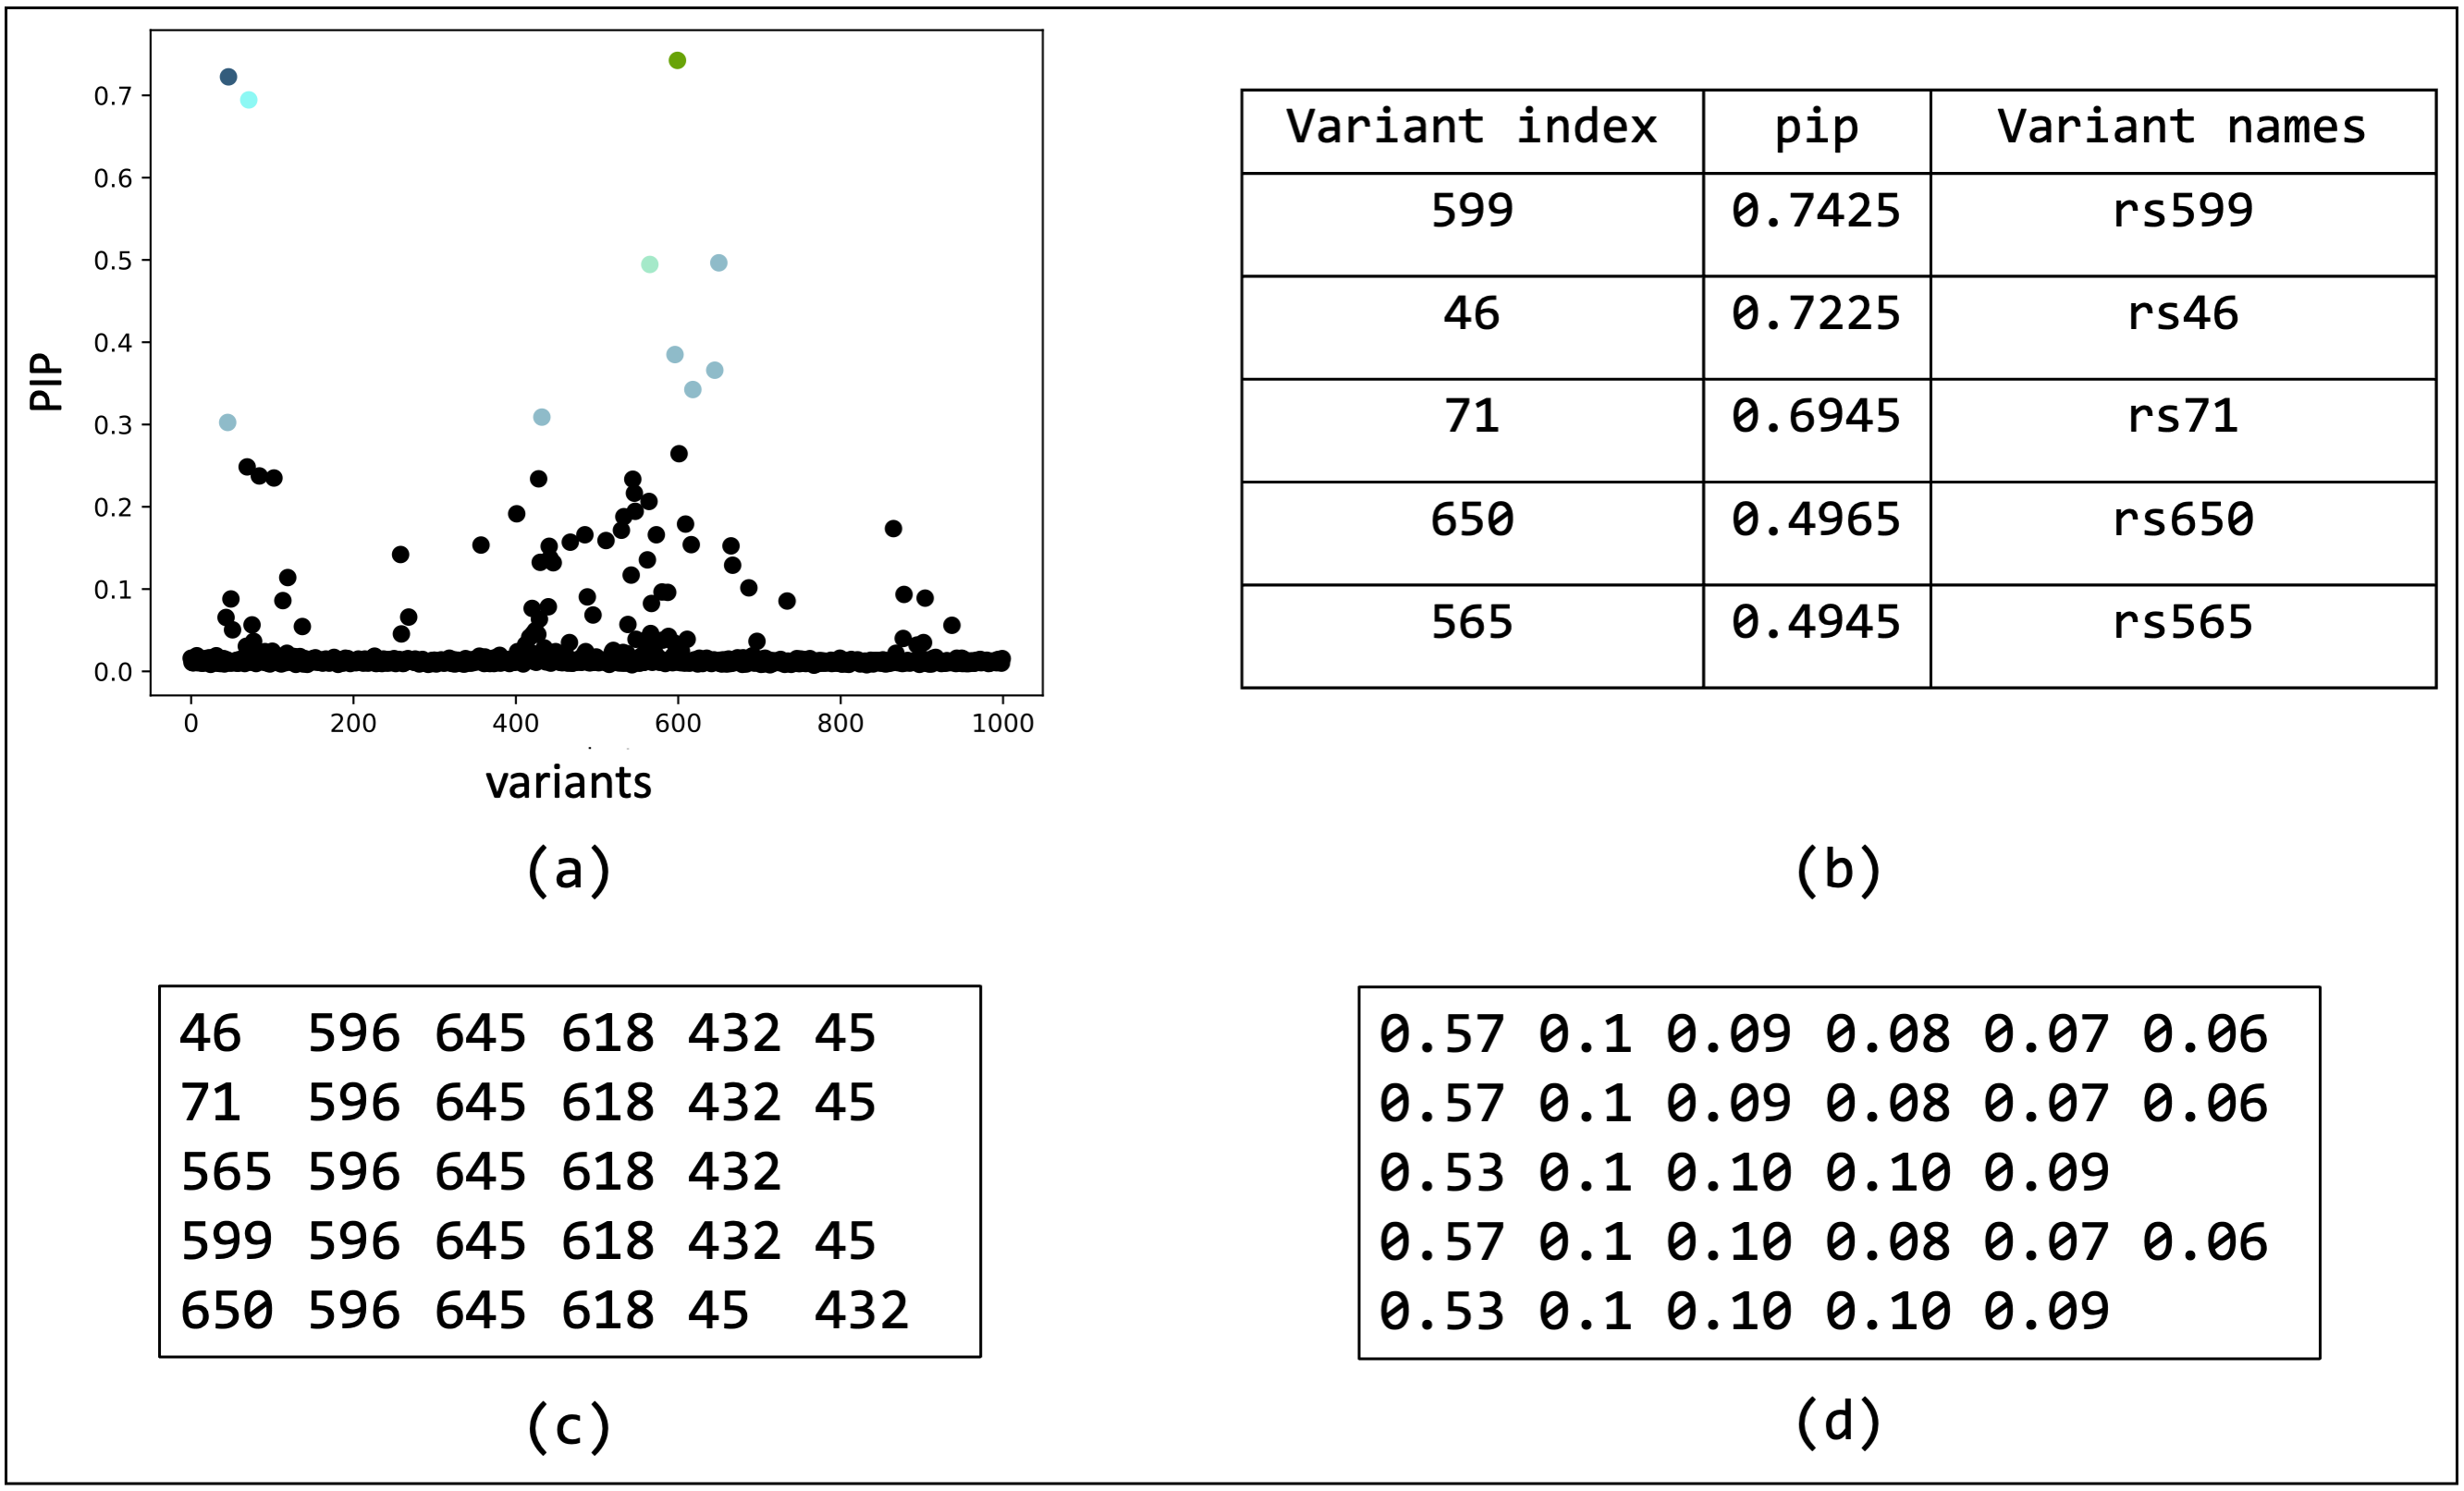 0.7
0.6
0.5
0.4
0.3
0.2
0.1
0.0
PIP
0 200 400 600 800 1000
variants
(a)
Variant index pip Variant names
599 0.7425 rs599
46 0.7225 rs46
71 0.6945 rs71
650 0.4965 rs650
565 0.4945 rs565
(b)
46 596 645 618 432 45
71 596 645 618 432 45
565 596 645 618 432
599 596 645 618 432 45
650 596 645 618 45 432
(c)
0.57 0.1 0.09 0.08 0.07 0.06
0.57 0.1 0.09 0.08 0.07 0.06
0.53 0.1 0.10 0.10 0.09
0.57 0.1 0.10 0.08 0.07 0.06
0.53 0.1 0.10 0.10 0.09
(d)